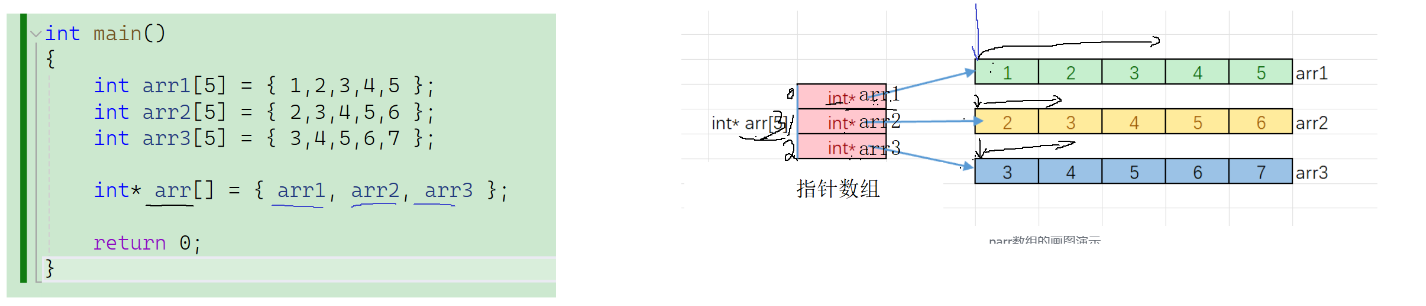 int main()
{
int arr1[5] = { 1,2,3,4,5 };
int arr2[5] = { 2,3,4,5,6 };
int arr3[5] = { 3,4,5,6,7 };
int* arr[] = { arr1, arr2, arr3 };
return 0;
}
0 int* arr1
int* arr[3] 1 int* arr2
2 int* arr3
指针数组
1 2 3 4 5 arr1
2 3 4 5 6 arr2
3 4 5 6 7 arr3
parr数组的画图演示